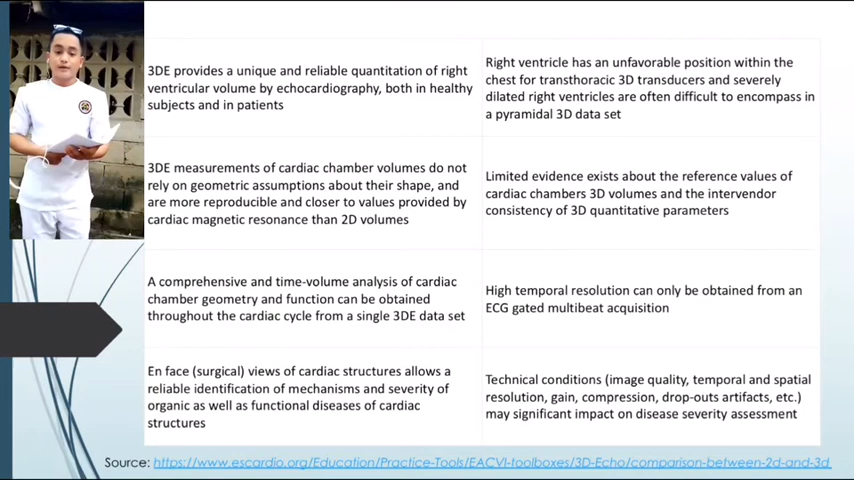 3DE provides a unique and reliable quantitation of right
ventricular volume by echocardiography, both in healthy
subjects and in patients
Right ventricle has an unfavorable position within the
chest for transthoracic 3D transducers and severely
dilated right ventricles are often difficult to encompass in
a pyramidal 3D data set
3DE measurements of cardiac chamber volumes do not
rely on geometric assumptions about their shape, and
are more reproducible and closer to values provided by
cardiac magnetic resonance than 2D volumes
Limited evidence exists about the reference values of
cardiac chambers 3D volumes and the intervendor
consistency of 3D quantitative parameters
A comprehensive and time-volume analysis of cardiac
chamber geometry and function can be obtained
throughout the cardiac cycle from a single 3DE data set
High temporal resolution can only be obtained from an
ECG gated multibeat acquisition
En face (surgical) views of cardiac structures allows a
reliable identification of mechanisms and severity of
organic as well as functional diseases of cardiac
structures
Technical conditions (image quality, temporal and spatial
resolution, gain, compression, drop-outs artifacts, etc.)
may significant impact on disease severity assessment
Source: https://www.escardio.org/Education/Practice-Tools/EACVI-toolboxes/3D-Echo/comparison-between-2d-and-3d.